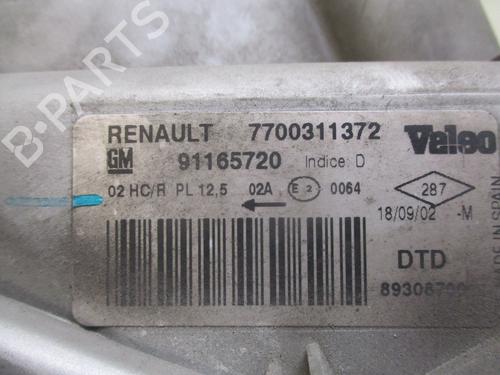 B-PARTS
RENAULT 7700311372 Valeo
GM 91165720 Indice D
02 HC/R PL 12,5 02A E 2 0064 287
18/09/02 -M
DTD